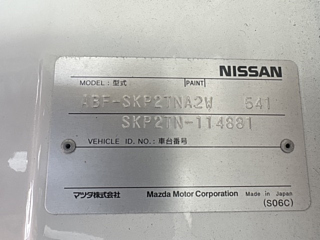 NISSAN
MODEL: 型式 PAINT
ABF-SKP2TNA2W 541
SKP2TN-114881
VEHICLE ID. NO.: 車台番号
マツダ株式会社 Mazda Motor Corporation Made in Japan
(S06C)